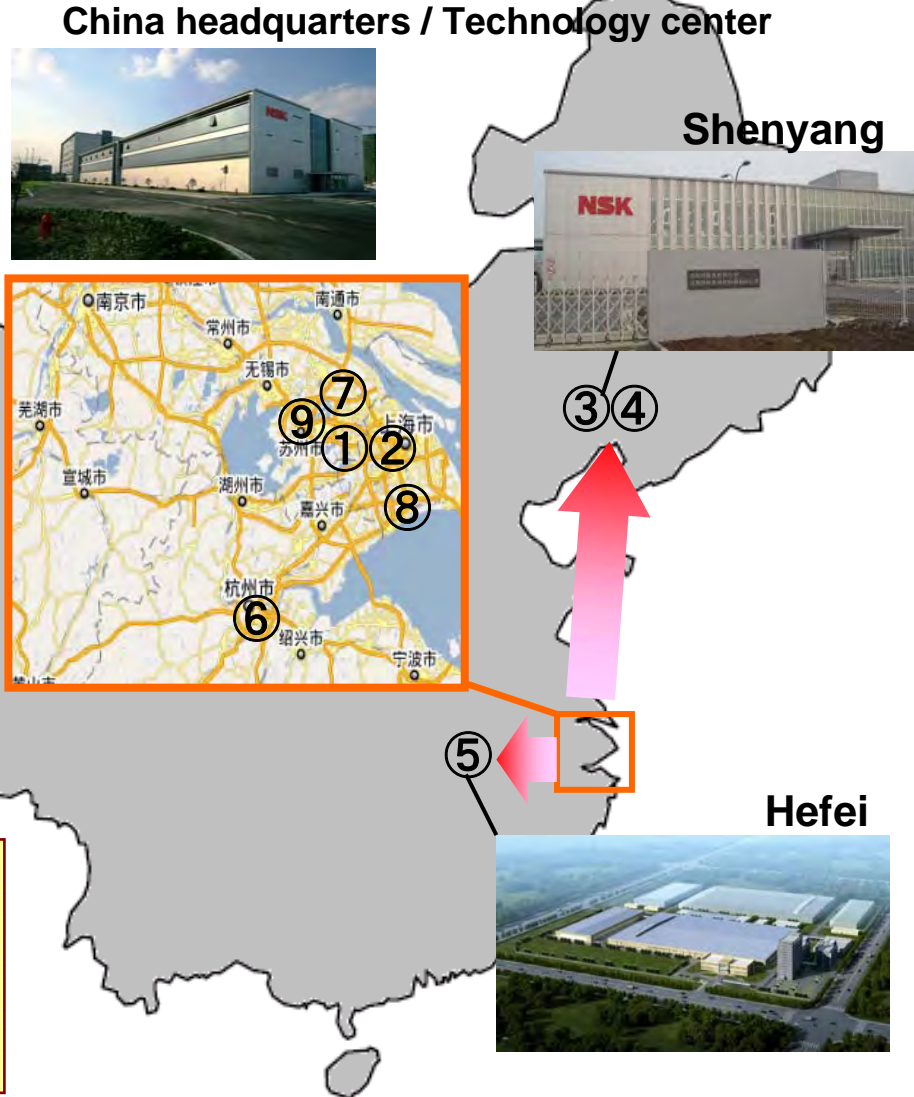 China headquarters / Technology center
NSK
Shenyang
NSK
南京市
南通市
常州市
无锡市
⑦
芜湖市
⑨
上海市
苏州市
①
②
③④
宣城市
湖州市
嘉兴市
⑧
杭州市
⑥
绍兴市
宁波市
⑤
Hefei